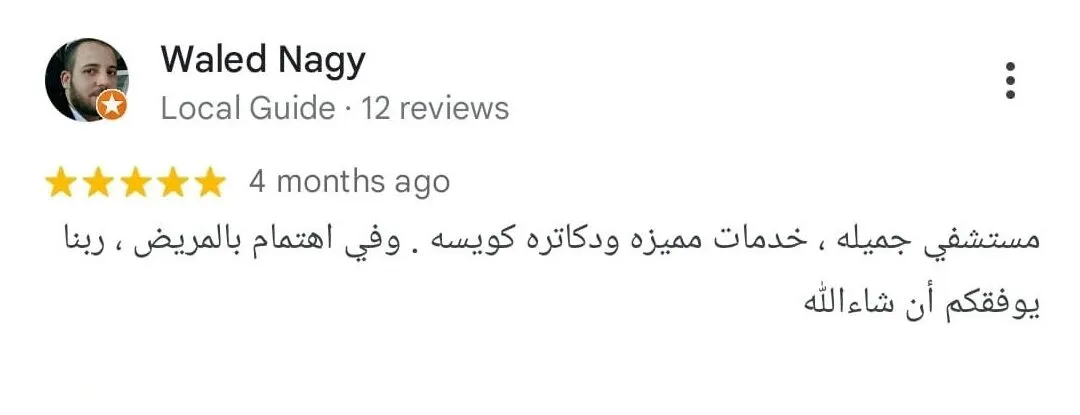 Waled Nagy
Local Guide · 12 reviews
4 months ago
مستشفي جميله ، خدمات مميزه ودكاتره كويسه . وفي اهتمام بالمريض ، ربنا
يوفقكم أن شاءالله